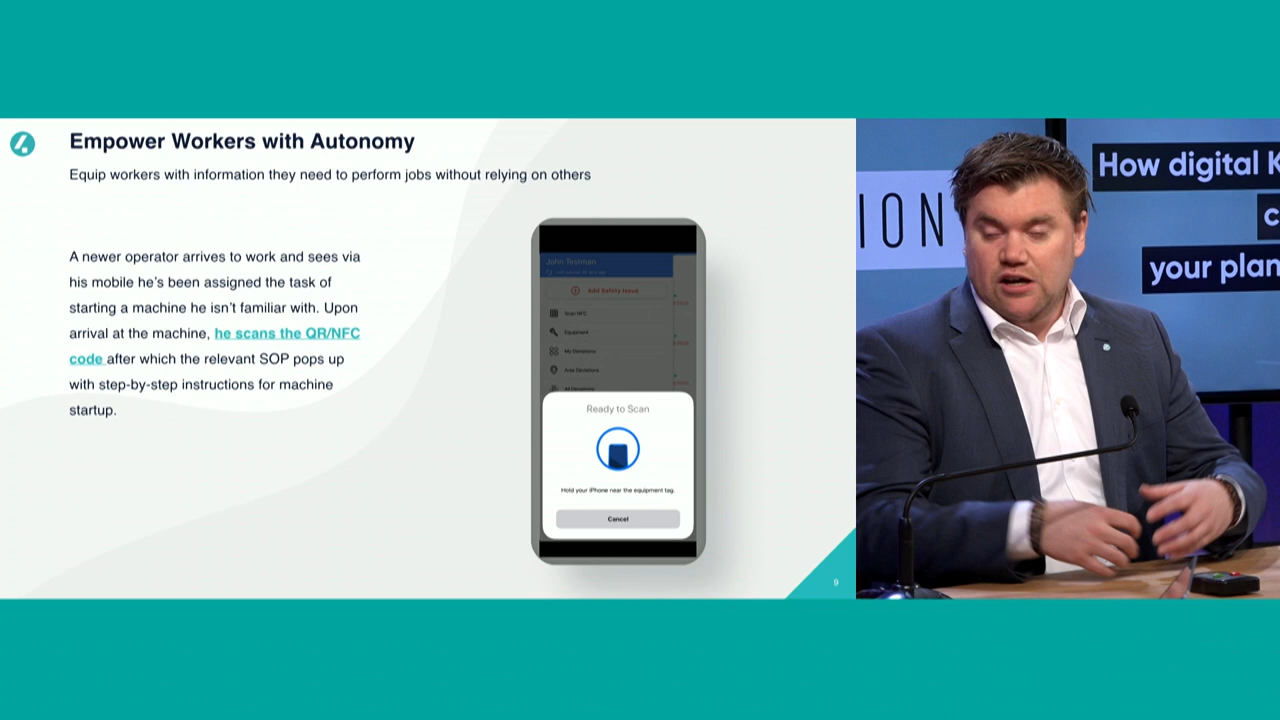 Empower Workers with Autonomy
Equip workers with information they need to perform jobs without relying on others
A newer operator arrives to work and sees via
his mobile he’s been assigned the task of
starting a machine he isn’t familiar with. Upon
arrival at the machine, he scans the QR/NFC
code after which the relevant SOP pops up
with step-by-step instructions for machine
startup.
John Testman
Add Safety Issue
Scan NFC
Equipment
My Deviations
Area Deviations
All Deviations
Ready to Scan
Hold your iPhone near the equipment tag.
Cancel
9
ION
How digital K
c
your plan